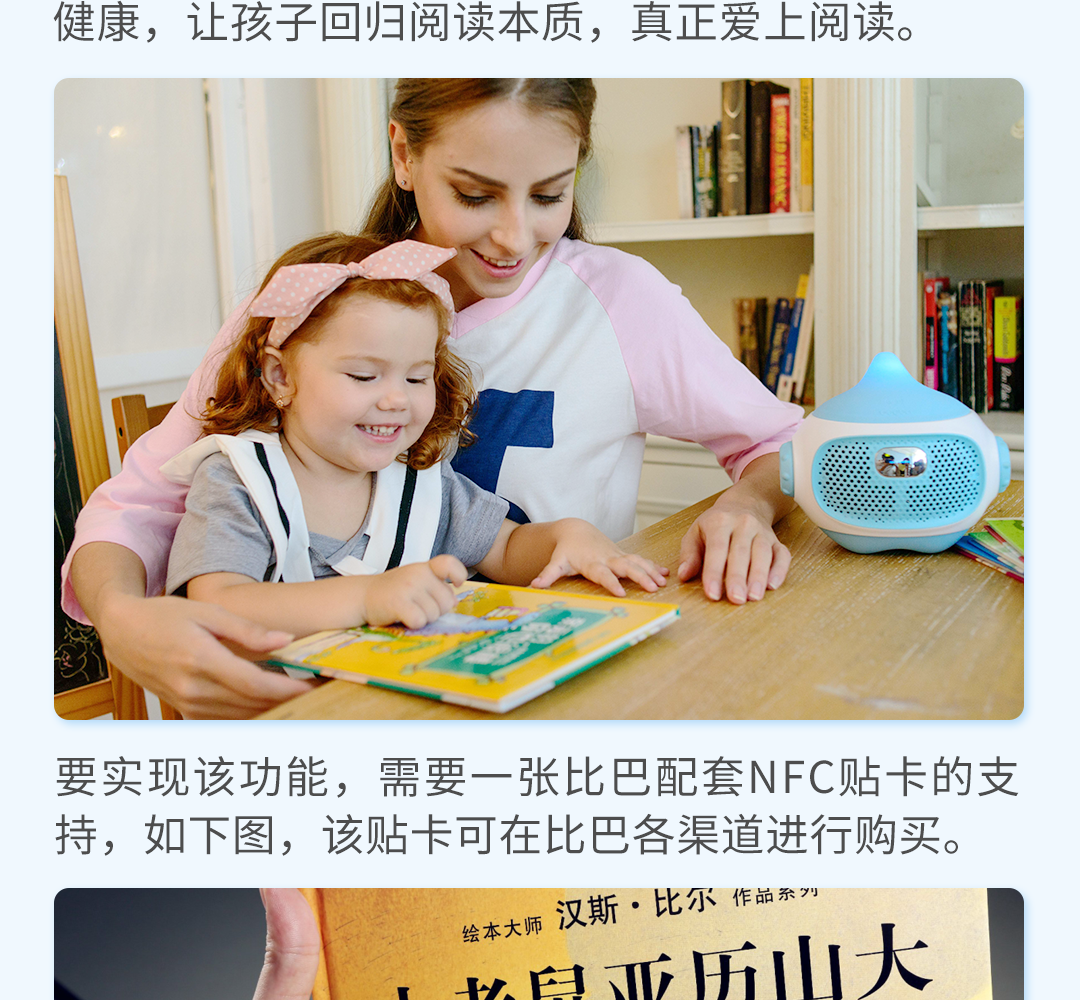 健康，让孩子回归阅读本质，真正爱上阅读。
WORLD ALMANAC
要实现该功能，需要一张比巴配套NFC贴卡的支
持，如下图，该贴卡可在比巴各渠道进行购买。
绘本大师 汉斯·比尔 作品系列
老鼠亚历山大